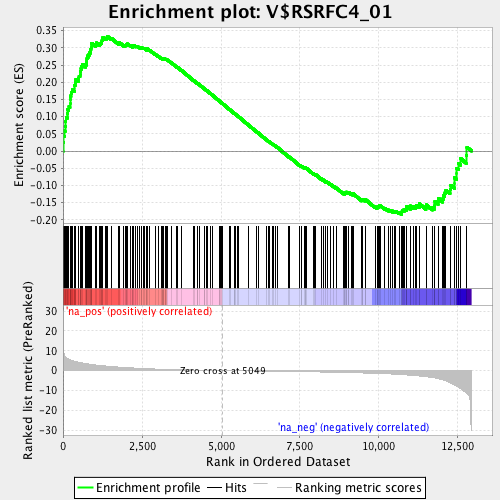 Enrichment plot: V$RSRFC4_01
Enrichment score (ES)
0.35
0.30
0.25
0.20
0.15
0.10
0.05
0.00
-0.05
-0.10
-0.15
-0.20
'na_pos' (positively correlated)
Ranked list metric (PreRanked)
30
20
10
0
-10
-20
-30
Zero cross at 5049
'na_neg' (negatively correlated)
0
2,500
5,000
7,500
10,000
12,500
Rank in Ordered Dataset
Enrichment profile
Hits
Ranking metric scores